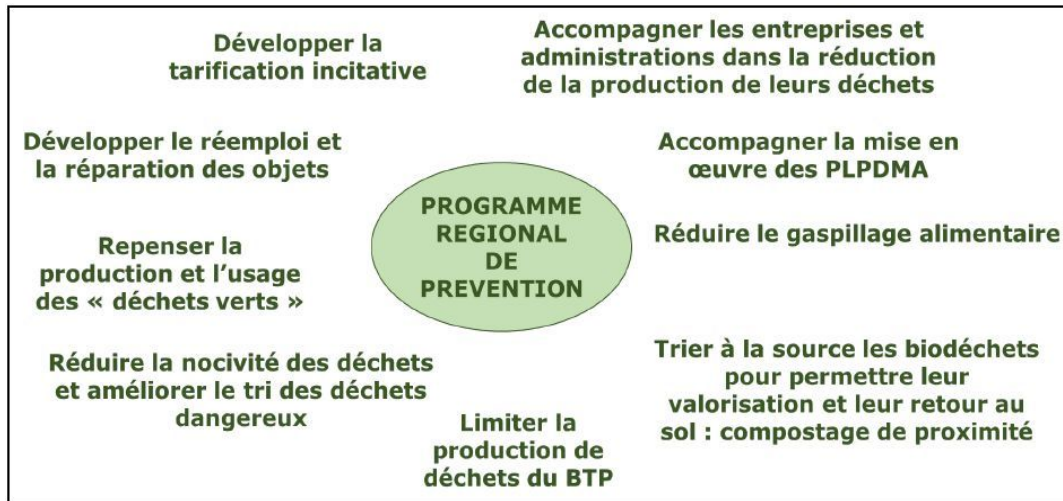 Développer la
tarification incitative
Accompagner les entreprises et
administrations dans la réduction
de la production de leurs déchets
Développer le réemploi et
la réparation des objets
Accompagner la mise en
œuvre des PLPDMA
PROGRAMME
REGIONAL
DE
PREVENTION
Repenser la
production et l'usage
des « déchets verts »
Réduire le gaspillage alimentaire
Réduire la nocivité des déchets
et améliorer le tri des déchets
dangereux
Limiter la
production de
déchets du BTP
Trier à la source les biodéchets
pour permettre leur
valorisation et leur retour au
sol : compostage de proximité